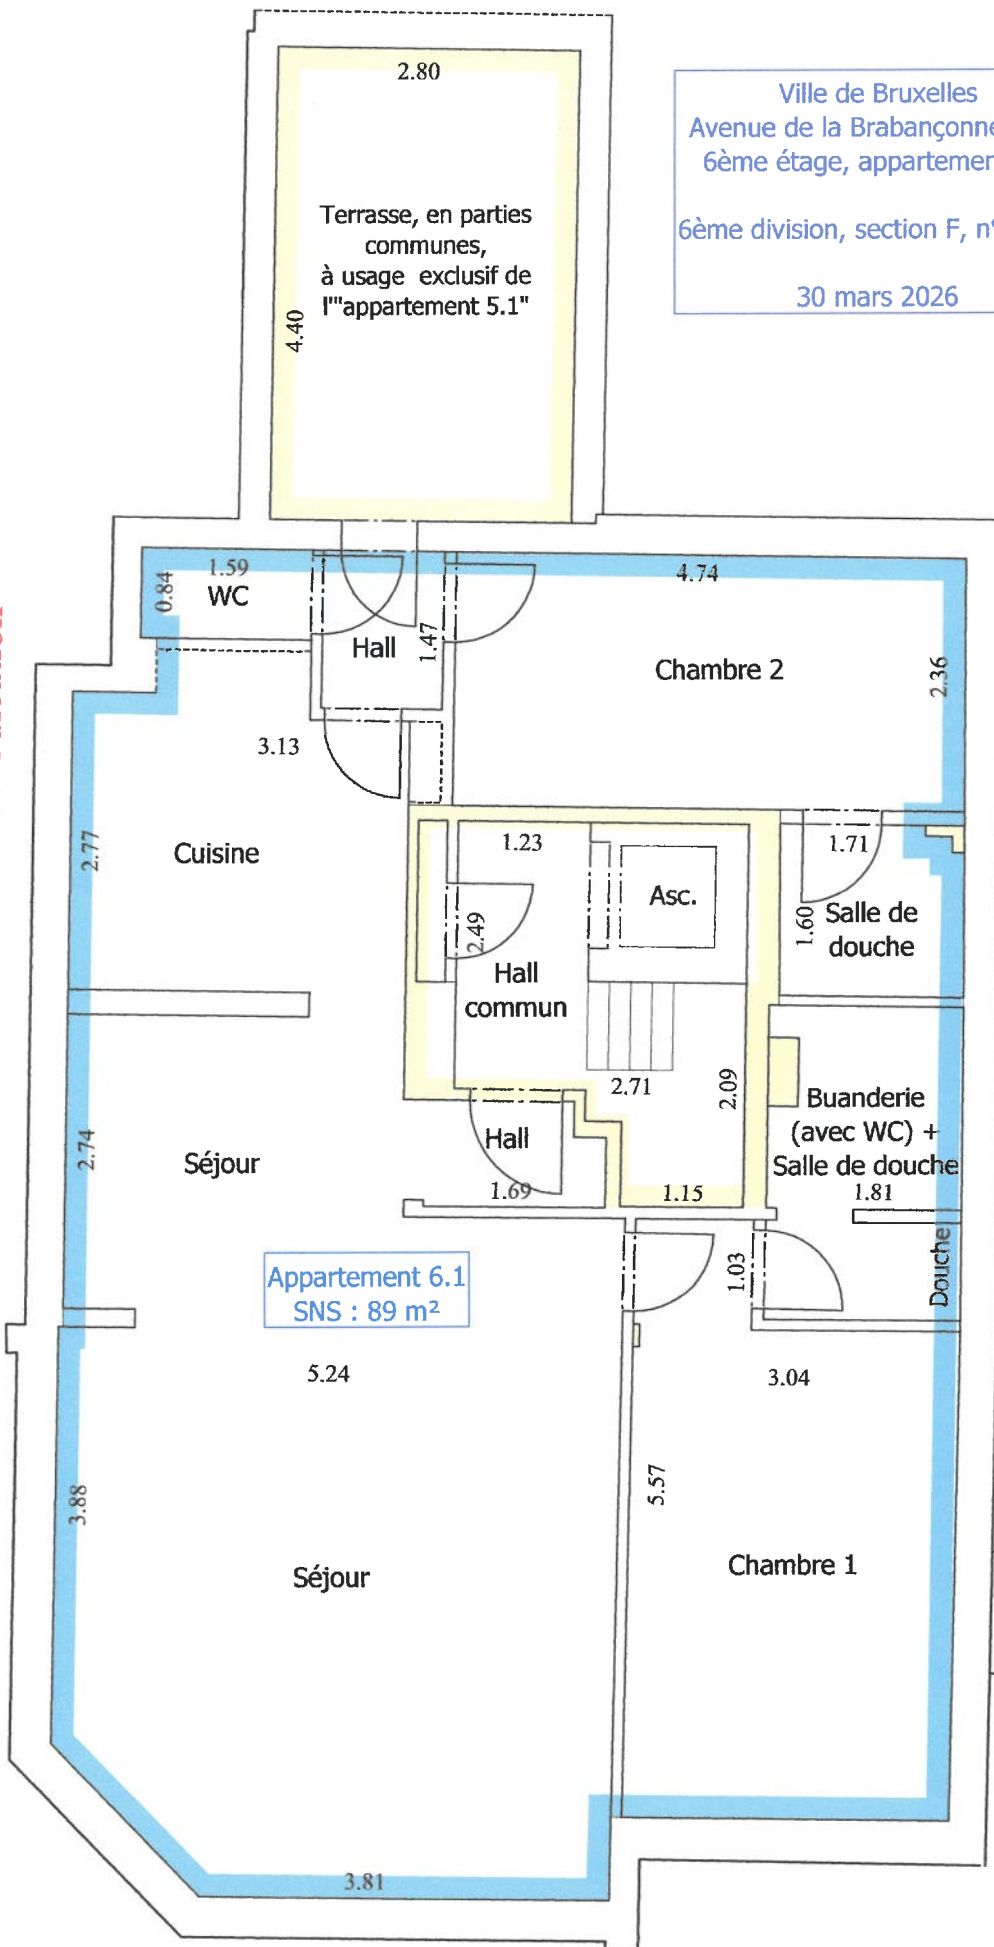 2.80
Ville de Bruxelles
Avenue de la Brabançonne
6ème étage, appartemen
6ème division, section F, n°
30 mars 2026
Terrasse, en parties
communes,
à usage exclusif de
l'"appartement 5.1"
4.40
1.59
0.84
WC
Hall
1.47
4.74
Chambre 2
2.36
3.13
2.77
Cuisine
1.23
Asc.
2.49
Hall
commun
1.71
1.60
Salle de
douche
2.71
2.09
Buanderie
(avec WC) +
Salle de douche
1.81
2.74
Séjour
Hall
1.69
1.15
1.03
Douche
Appartement 6.1
SNS : 89 m²
5.24
3.04
3.88
5.57
Séjour
Chambre 1
3.81